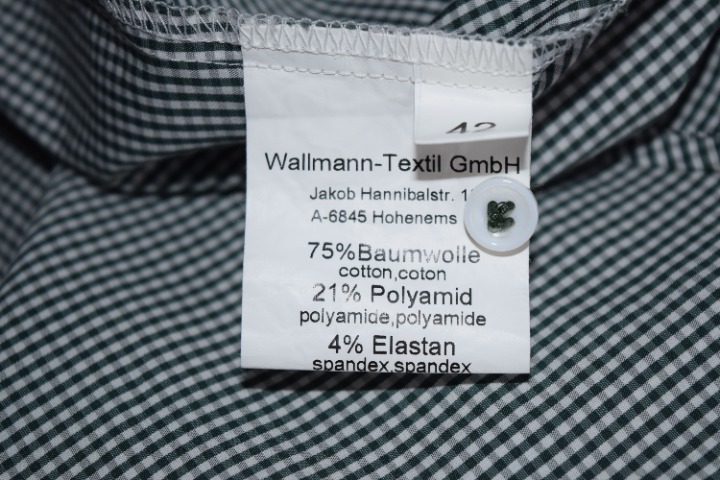 42
Wallmann-Textil GmbH
Jakob Hannibalstr.
A-6845 Hohenems
75%Baumwolle
cotton,coton
21% Polyamid
polyamide,polyamide
4% Elastan
spandex,spandex